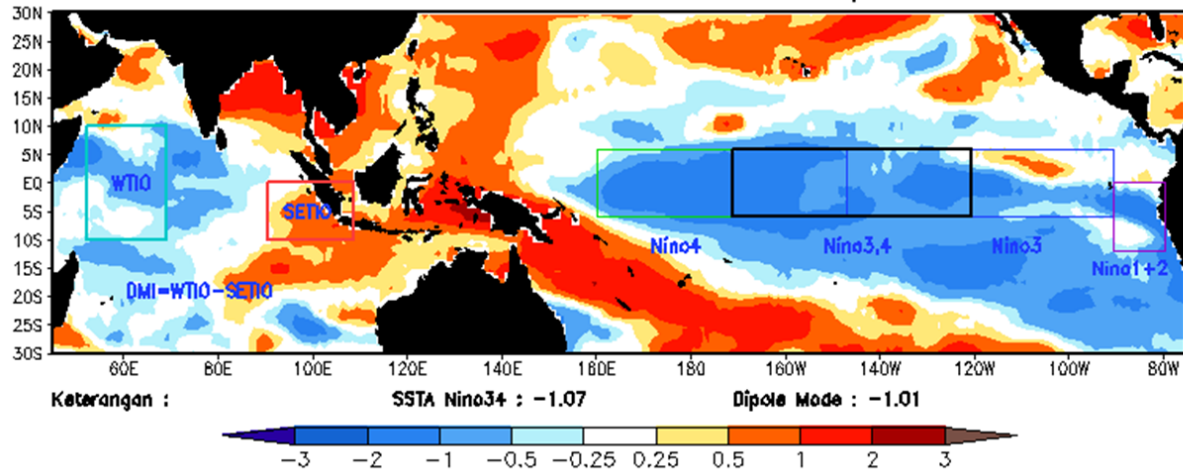 30N
25N
20N
15N
10N
5N
EQ
5S
10S
15S
20S
25S
30S
WTIO
SETIO
Nino4
Nino3,4
Nino3
Nino1+2
DMI=WTIO-SETIO
60E 80E 100E 120E 140E 160E 180 160W 140W 120W 100W 80W
Keterangan : SSTA Nino34 : -1.07 Dipole Mode : -1.01
-3 -2 -1 -0.5 -0.25 0.25 0.5 1 2 3